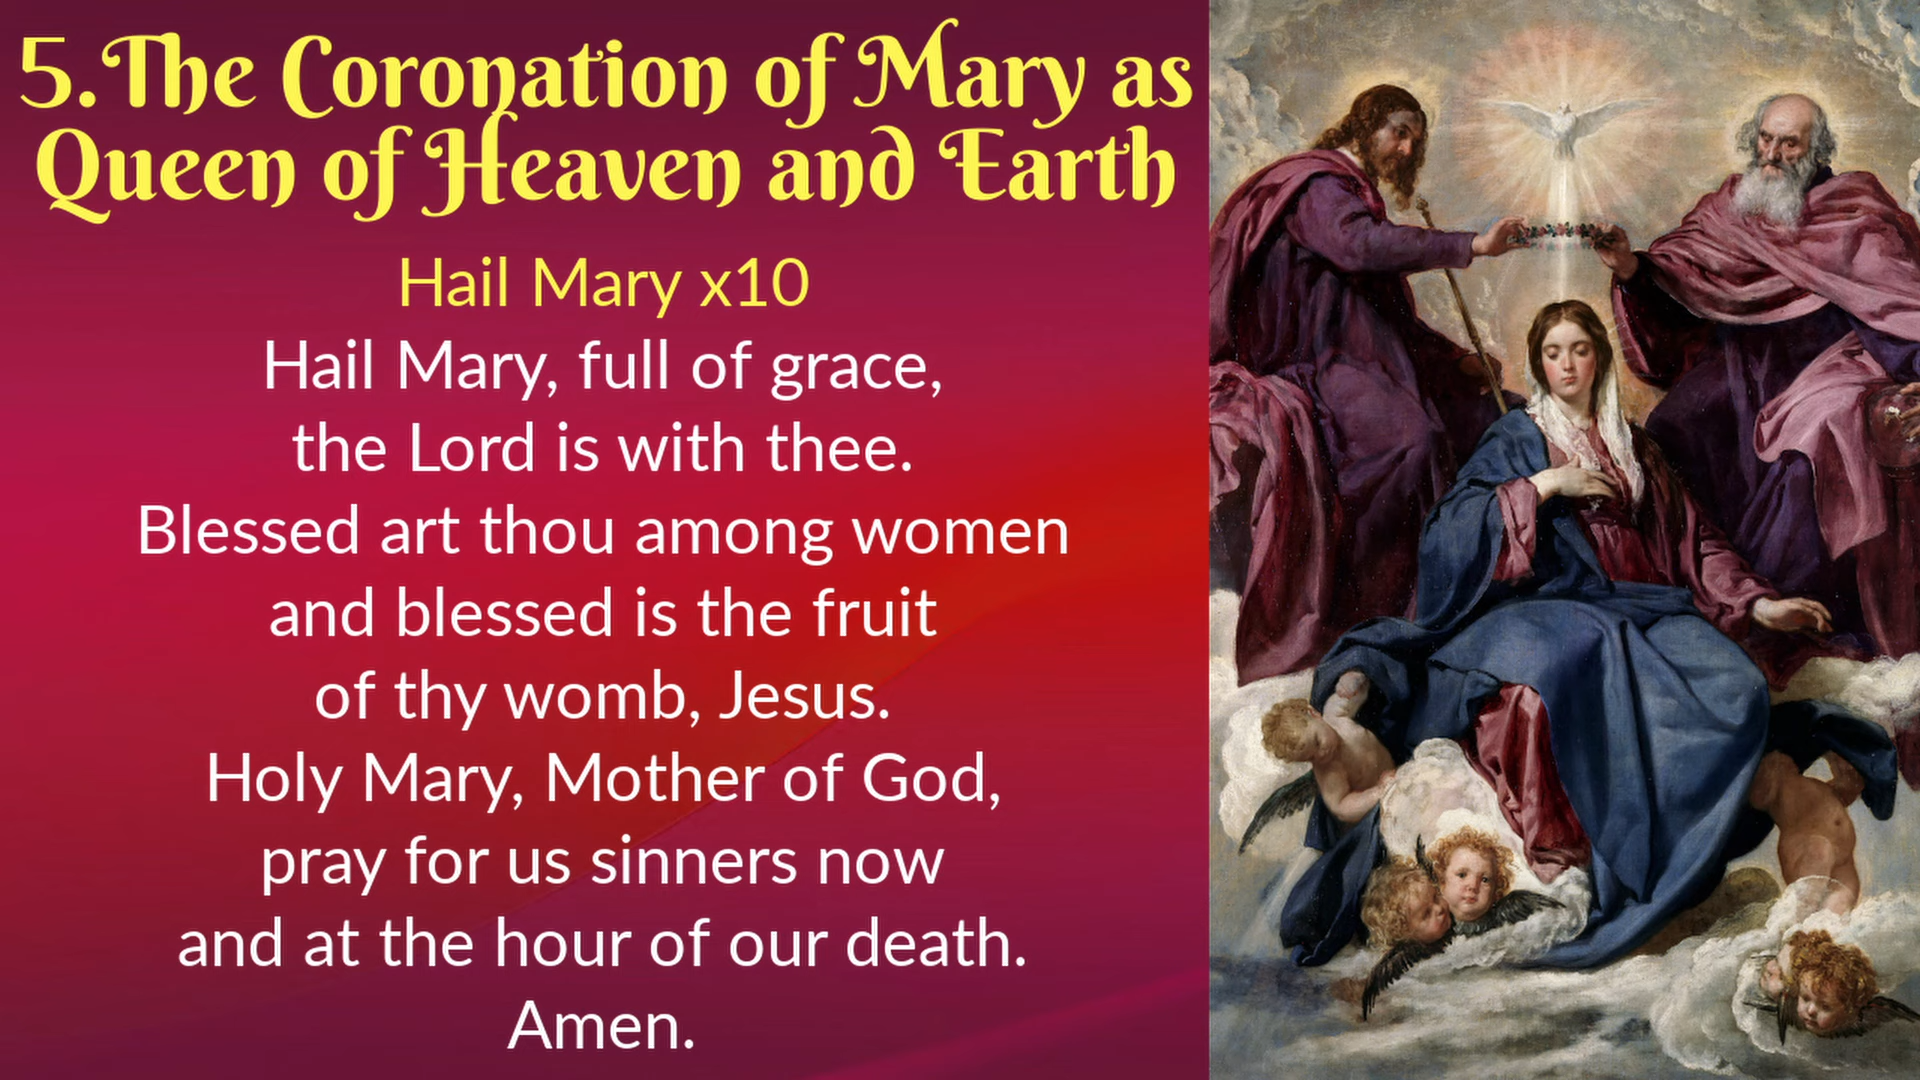 5.The Coronation of Mary as
Queen of Heaven and Earth
Hail Mary x10
Hail Mary, full of grace,
the Lord is with thee.
Blessed art thou among women
and blessed is the fruit
of thy womb, Jesus.
Holy Mary, Mother of God,
pray for us sinners now
and at the hour of our death.
Amen.